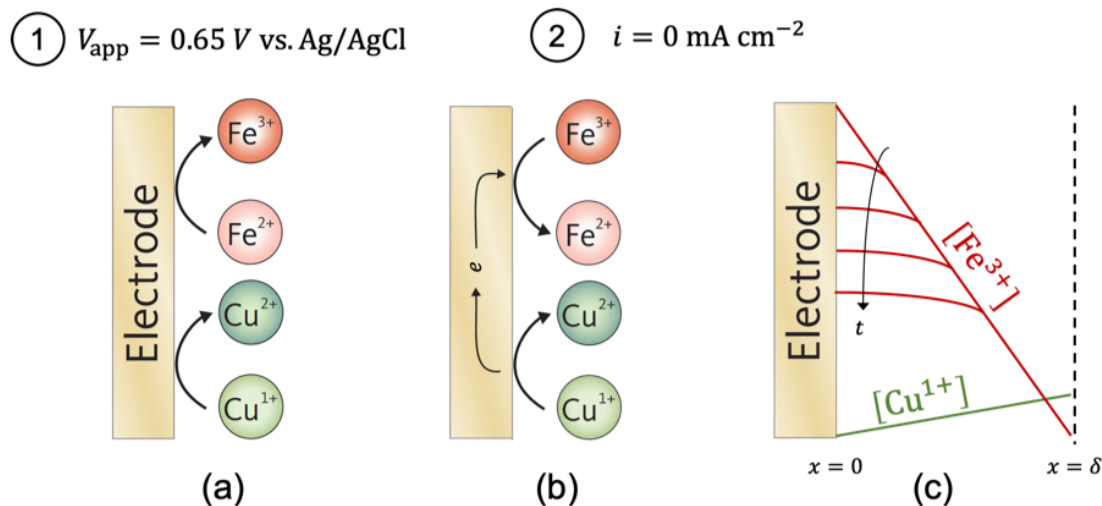 1 V_app = 0.65 V vs. Ag/AgCl
2 i = 0 mA cm⁻²
Electrode
Fe³⁺
Fe²⁺
Cu²⁺
Cu¹⁺
(a)
e
Fe³⁺
Fe²⁺
Cu²⁺
Cu¹⁺
(b)
Electrode
[Fe³⁺]
t
[Cu¹⁺]
x = 0
x = δ
(c)